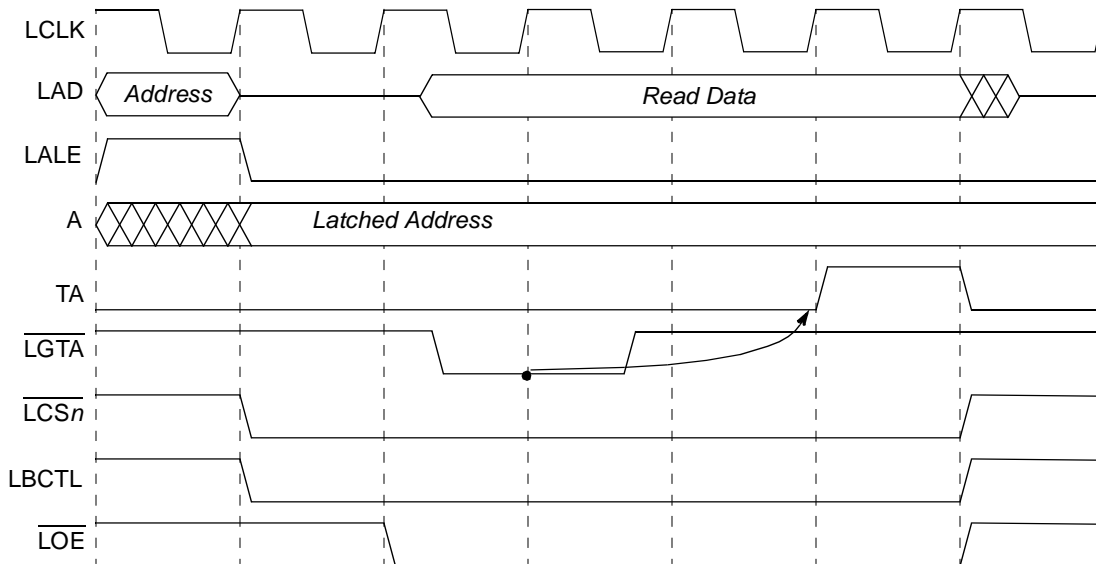 LCLK
LAD Address Read Data
LALE
A Latched Address
TA
LGTA
LCSn
LBCTL
LOE